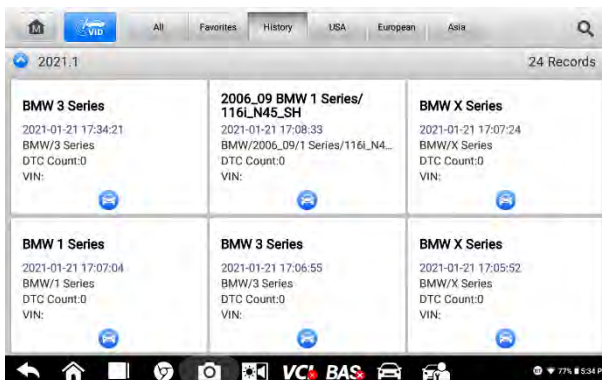 M VID All Favorites History USA European Asia
2021.1 24 Records
BMW 3 Series
2021-01-21 17:34:21
BMW/3 Series
DTC Count:0
VIN:
2006_09 BMW 1 Series/
116i_N45_SH
2021-01-21 17:08:33
BMW/2006_09/1 Series/116i_N4...
DTC Count:0
VIN:
BMW X Series
2021-01-21 17:07:24
BMW/X Series
DTC Count:0
VIN:
BMW 1 Series
2021-01-21 17:07:04
BMW/1 Series
DTC Count:0
VIN:
BMW 3 Series
2021-01-21 17:06:55
BMW/3 Series
DTC Count:0
VIN:
BMW X Series
2021-01-21 17:05:52
BMW/X Series
DTC Count:0
VIN:
VCI BAS 77% 5:34 P